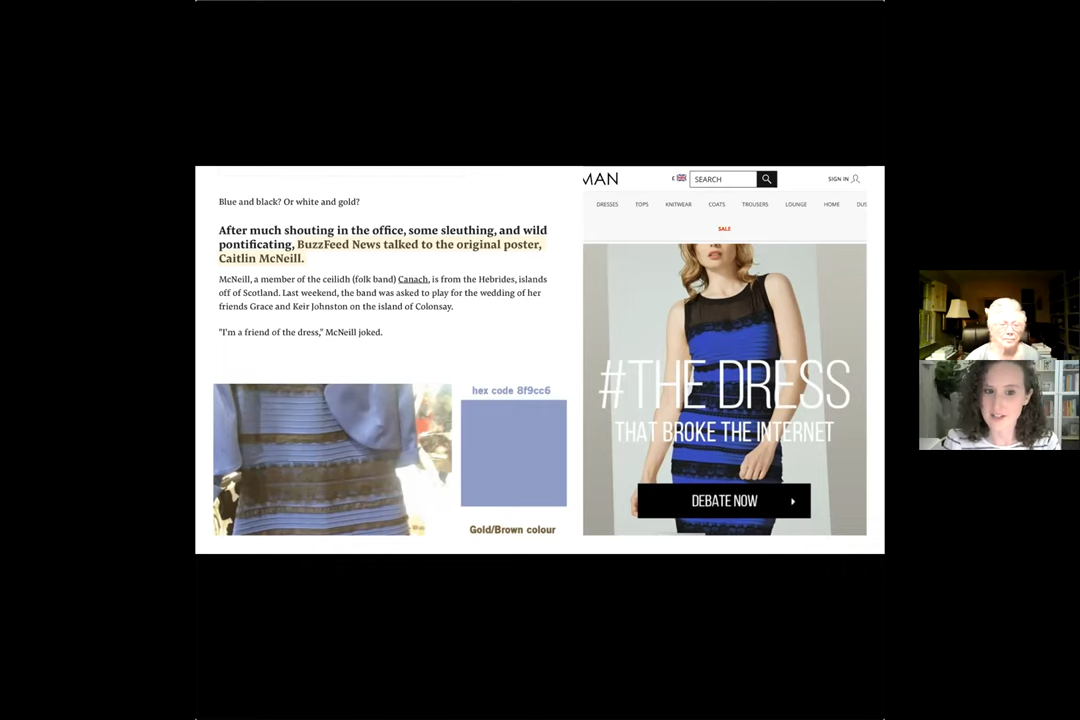 Blue and black? Or white and gold?
After much shouting in the office, some sleuthing, and wild
pontificating, BuzzFeed News talked to the original poster,
Caitlin McNeill.
McNeill, a member of the ceilidh (folk band) Canach, is from the Hebrides, islands
off of Scotland. Last weekend, the band was asked to play for the wedding of her
friends Grace and Keir Johnston on the island of Colonsay.
"I'm a friend of the dress," McNeill joked.
hex code 8f9cc6
Gold/Brown colour
MAN
£
SEARCH
SIGN IN
DRESSES TOPS KNITWEAR COATS TROUSERS LOUNGE HOME DUS
SALE
#THE DRESS
THAT BROKE THE INTERNET
DEBATE NOW